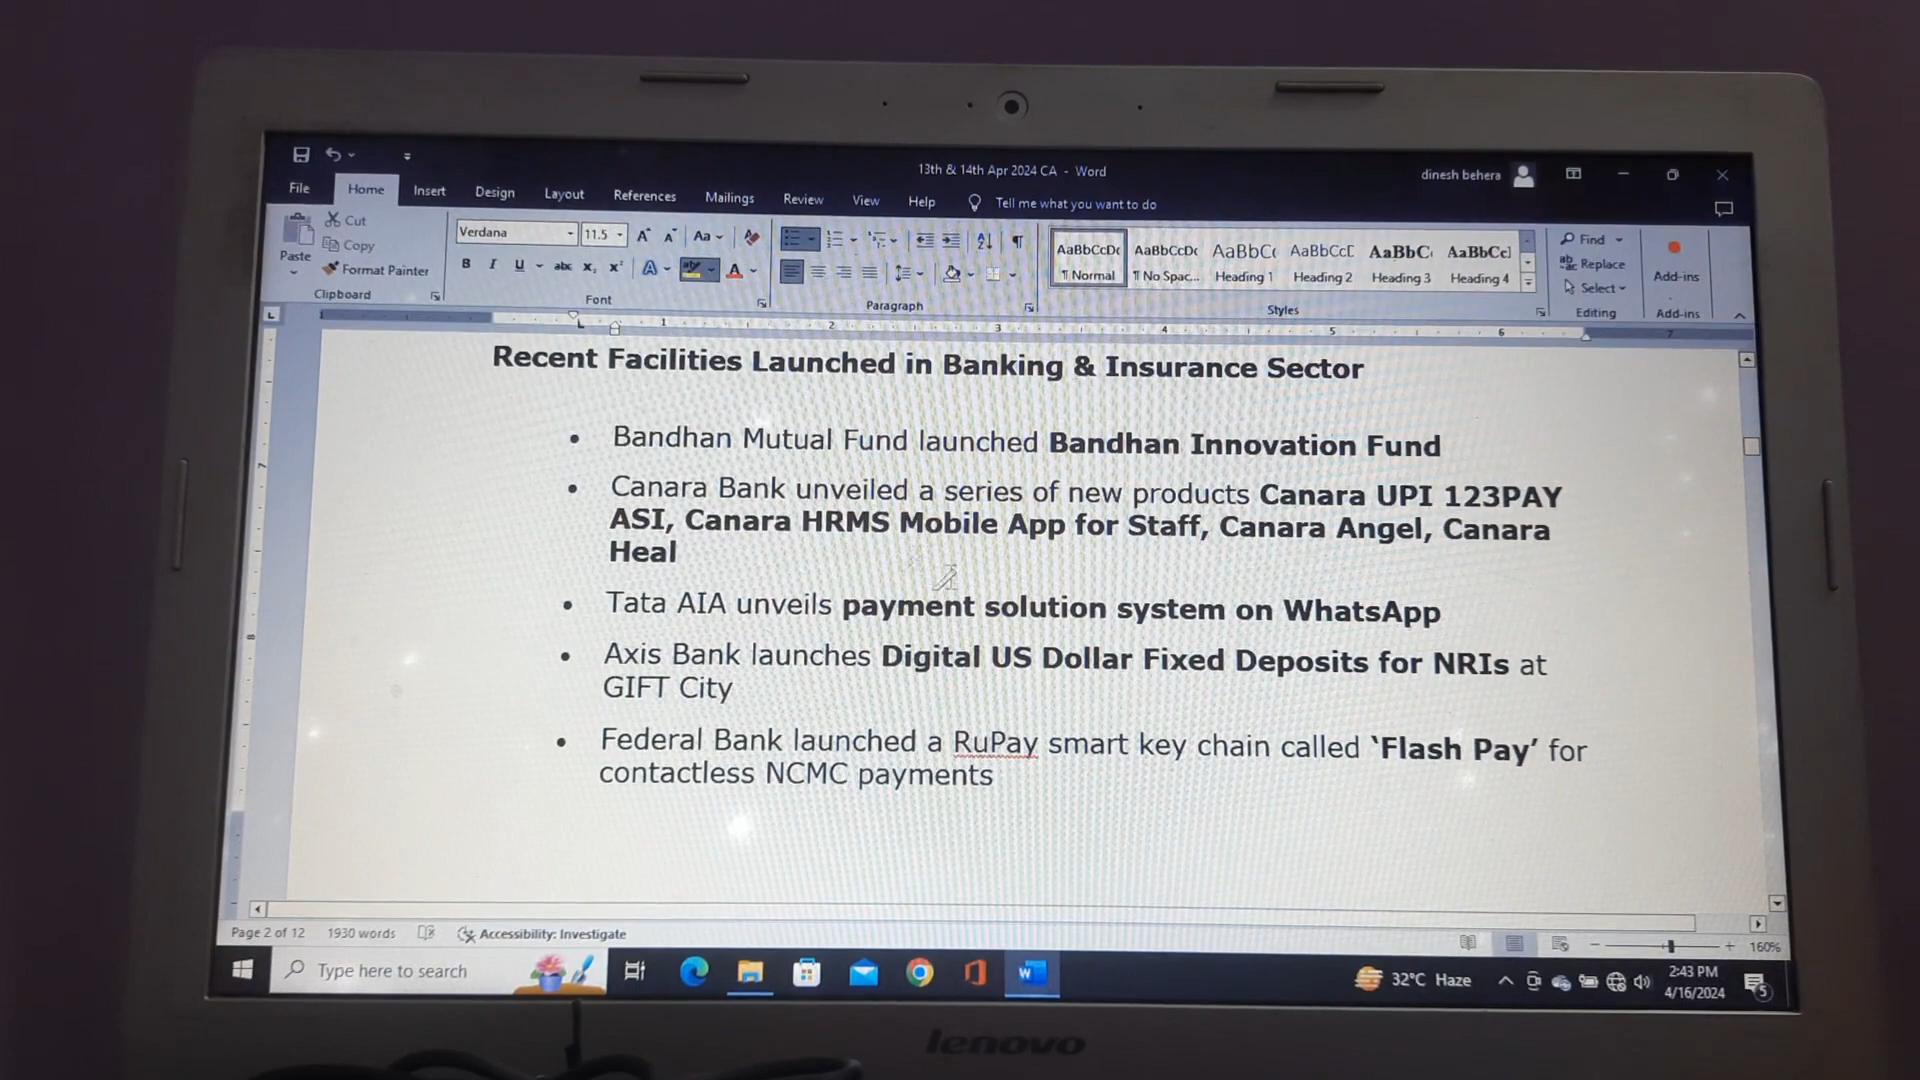 13th & 14th Apr 2024 CA - Word
dinesh behera
File Home Insert Design Layout References Mailings Review View Help Tell me what you want to do
Paste
Cut
Copy
Format Painter
Clipboard
Verdana 11.5
Font
Paragraph
AaBbCcDc AaBbCcDc AaBbC( AaBbCcD AaBbC( AaBbCcD
¶ Normal ¶ No Spac... Heading 1 Heading 2 Heading 3 Heading 4
Styles
Find
Replace
Select
Editing
Add-ins
Add-ins
Recent Facilities Launched in Banking & Insurance Sector
• Bandhan Mutual Fund launched Bandhan Innovation Fund
• Canara Bank unveiled a series of new products Canara UPI 123PAY
ASI, Canara HRMS Mobile App for Staff, Canara Angel, Canara
Heal
• Tata AIA unveils payment solution system on WhatsApp
• Axis Bank launches Digital US Dollar Fixed Deposits for NRIs at
GIFT City
• Federal Bank launched a RuPay smart key chain called ‘Flash Pay’ for
contactless NCMC payments
Page 2 of 12 1930 words Accessibility: Investigate
160%
Type here to search
32°C Haze
2:43 PM
4/16/2024
5
lenovo